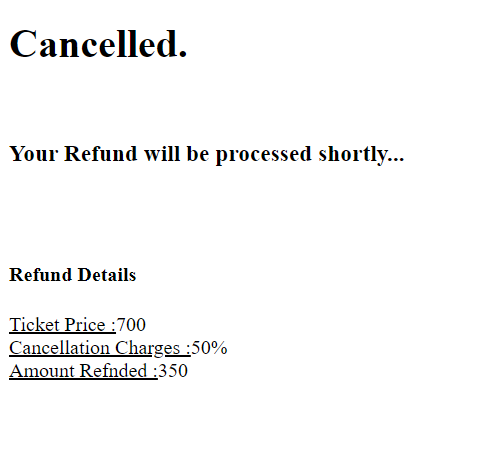 Cancelled.
Your Refund will be processed shortly...
Refund Details
Ticket Price :700
Cancellation Charges :50%
Amount Refnded :350